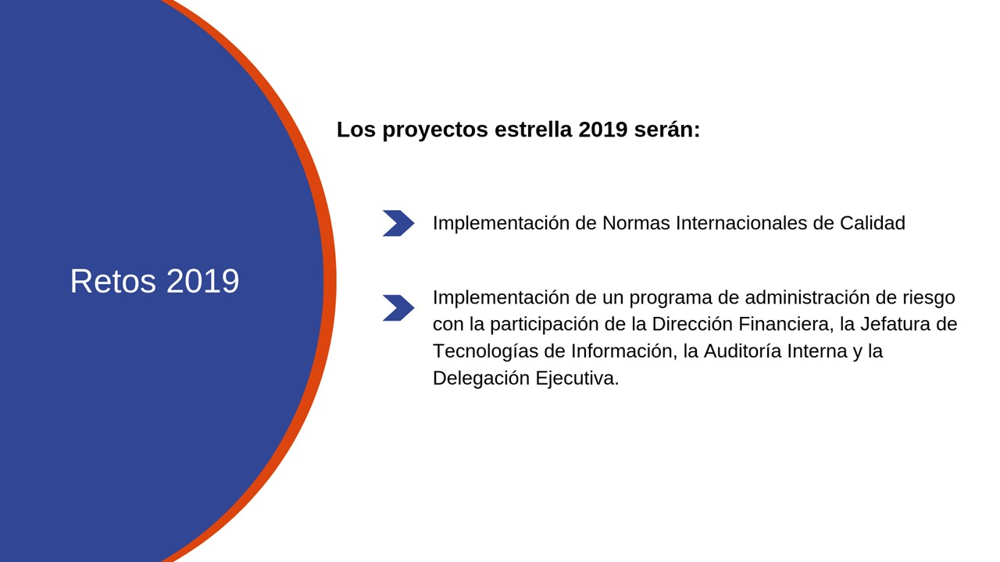 Retos 2019
Los proyectos estrella 2019 serán:
Implementación de Normas Internacionales de Calidad
Implementación de un programa de administración de riesgo
con la participación de la Dirección Financiera, la Jefatura de
Tecnologías de Información, la Auditoría Interna y la
Delegación Ejecutiva.